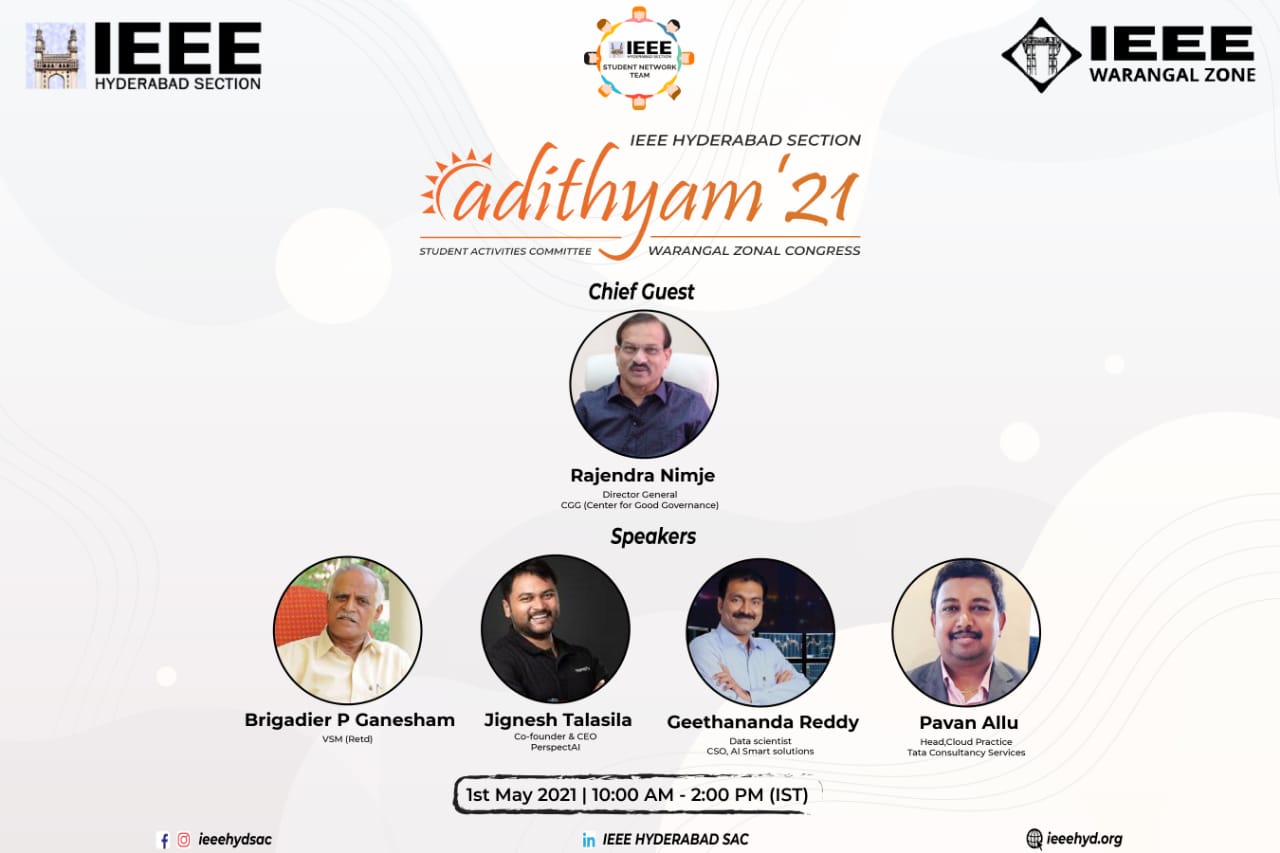 IEEE
HYDERABAD SECTION
IEEE
HYDERABAD SECTION
STUDENT NETWORK
TEAM
IEEE
WARANGAL ZONE
IEEE HYDERABAD SECTION
adithyam'21
STUDENT ACTIVITIES COMMITTEE
WARANGAL ZONAL CONGRESS
Chief Guest
Rajendra Nimje
Director General
CGG (Center for Good Governance)
Speakers
Brigadier P Ganesham
VSM (Retd)
Jignesh Talasila
Co-founder & CEO
PerspectAI
Geethananda Reddy
Data scientist
CSO, AI Smart solutions
Pavan Allu
Head,Cloud Practice
Tata Consultancy Services
1st May 2021 | 10:00 AM - 2:00 PM (IST)
ieeehydsac
in IEEE HYDERABAD SAC
ieeehyd.org